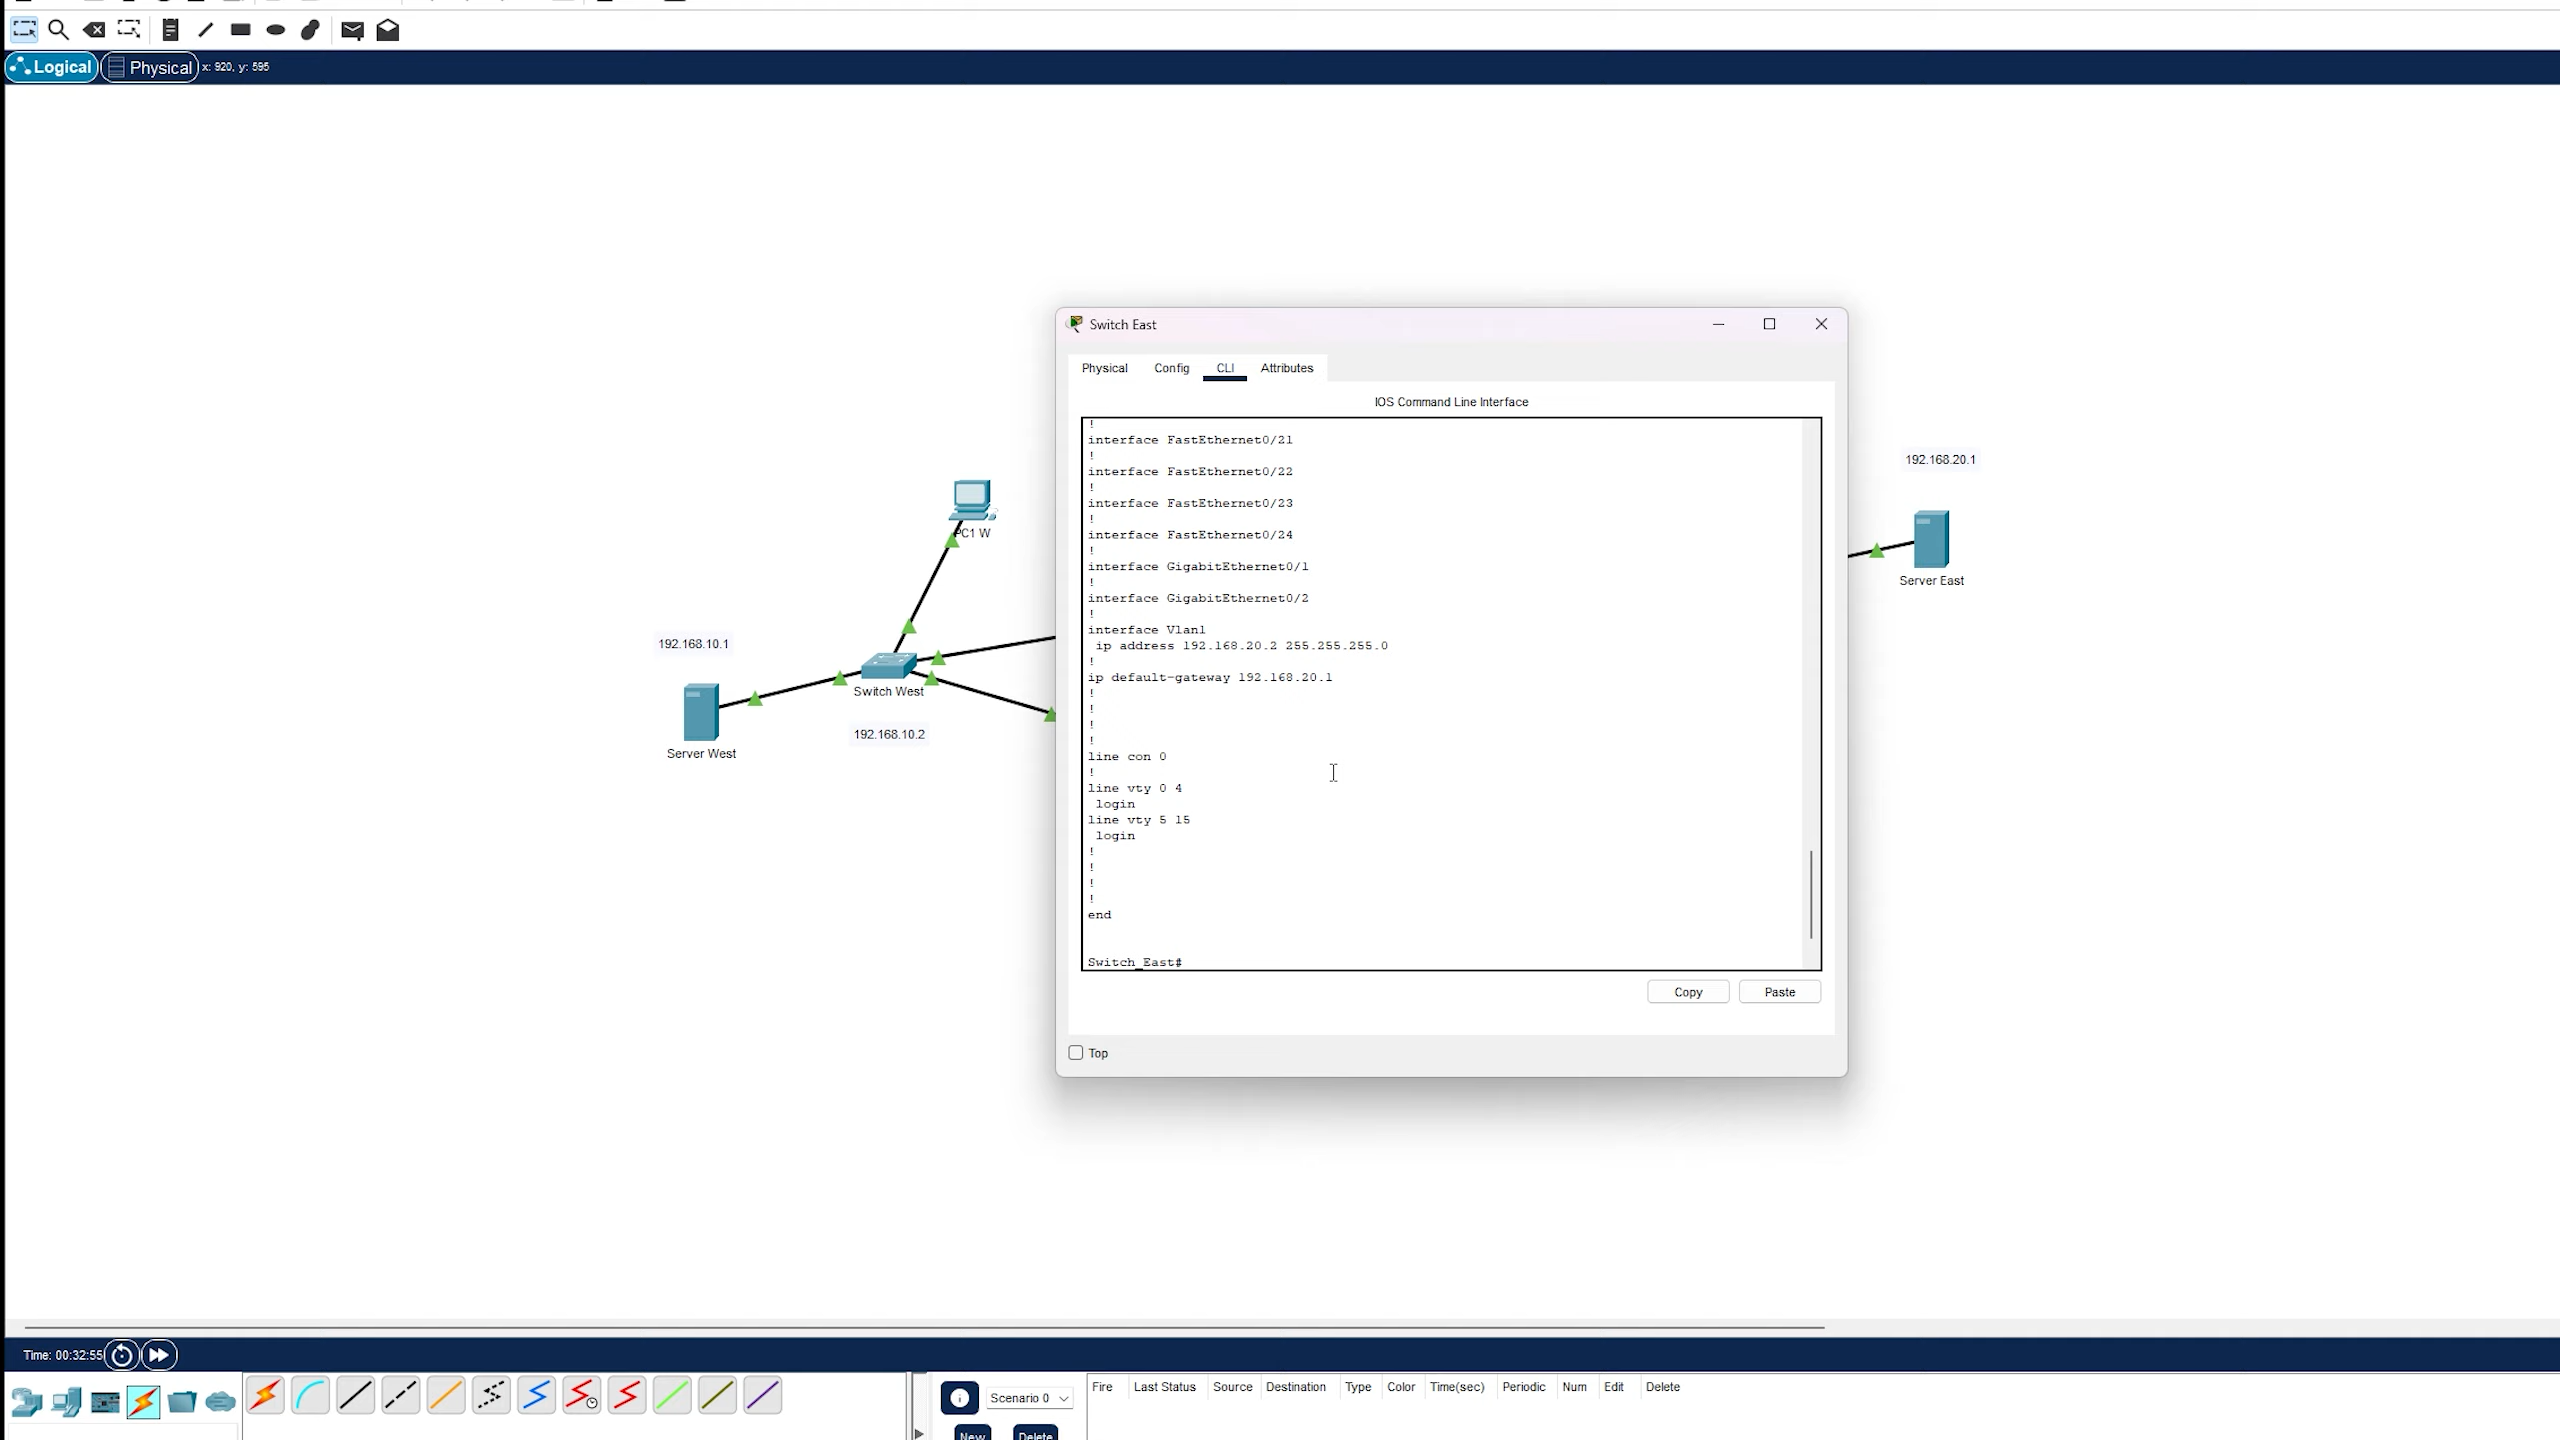 Logical
Physical
x: 920, y: 595
Switch East
Physical
Config
CLI
Attributes
IOS Command Line Interface
!
interface FastEthernet0/21
!
interface FastEthernet0/22
!
interface FastEthernet0/23
!
interface FastEthernet0/24
!
interface GigabitEthernet0/1
!
interface GigabitEthernet0/2
!
interface Vlan1
ip address 192.168.20.2 255.255.255.0
!
ip default-gateway 192.168.20.1
!
!
!
!
line con 0
!
line vty 0 4
login
line vty 5 15
login
!
!
!
!
end
Switch_East#
Copy
Paste
Top
192.168.20.1
Server East
PC1 W
192.168.10.1
Switch West
192.168.10.2
Server West
Time: 00:32:55
Scenario 0
New
Delete
Fire
Last Status
Source
Destination
Type
Color
Time(sec)
Periodic
Num
Edit
Delete